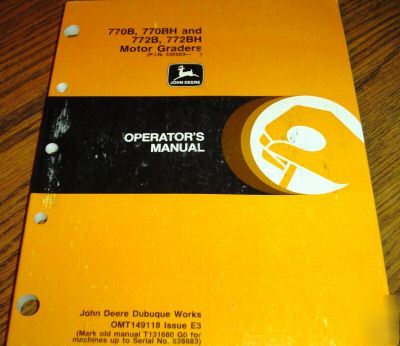 770B, 770BH and
772B, 772BH
Motor Graders
(P.I.N. 538883— )
JOHN DEERE
OPERATOR'S
MANUAL
John Deere Dubuque Works
OMT149118 Issue E3
(Mark old manual T131680 G0 for
machines up to Serial No. 538883)